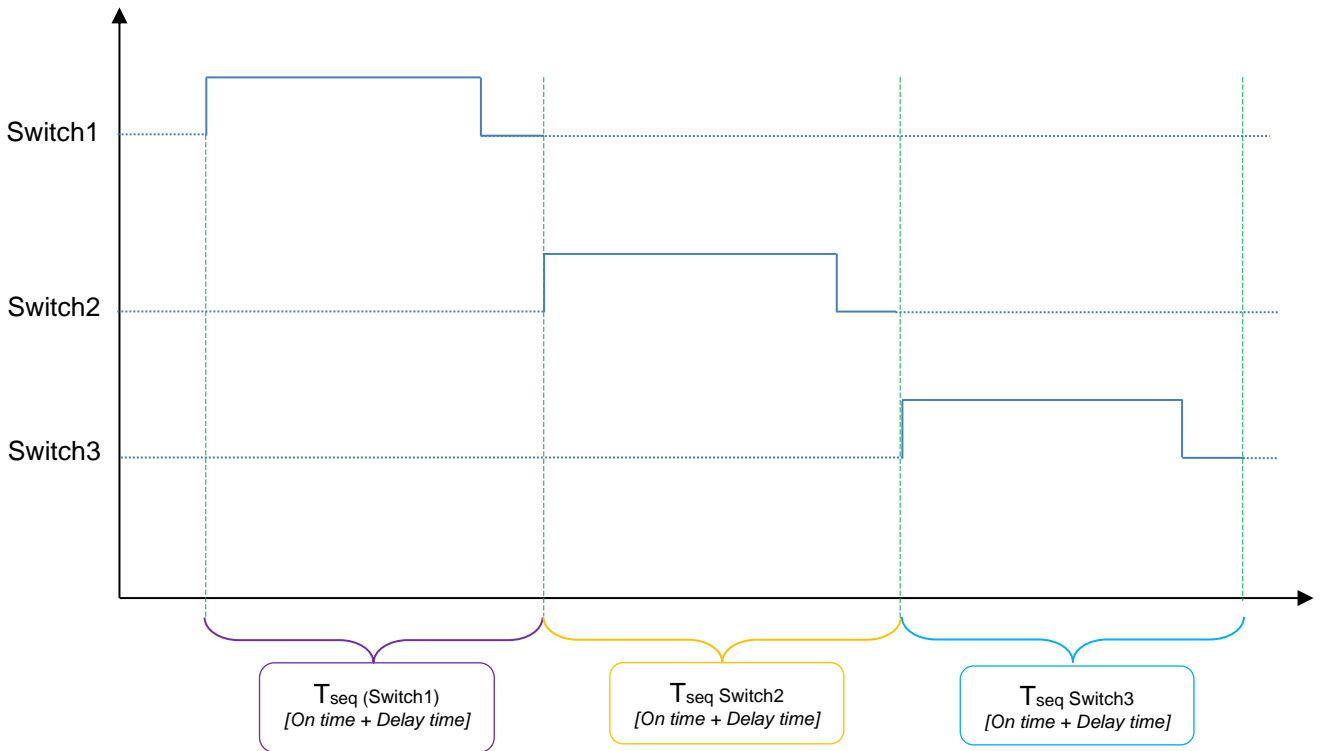 Switch1
Switch2
Switch3
Tseq (Switch1)
[On time + Delay time]
Tseq Switch2
[On time + Delay time]
Tseq Switch3
[On time + Delay time]